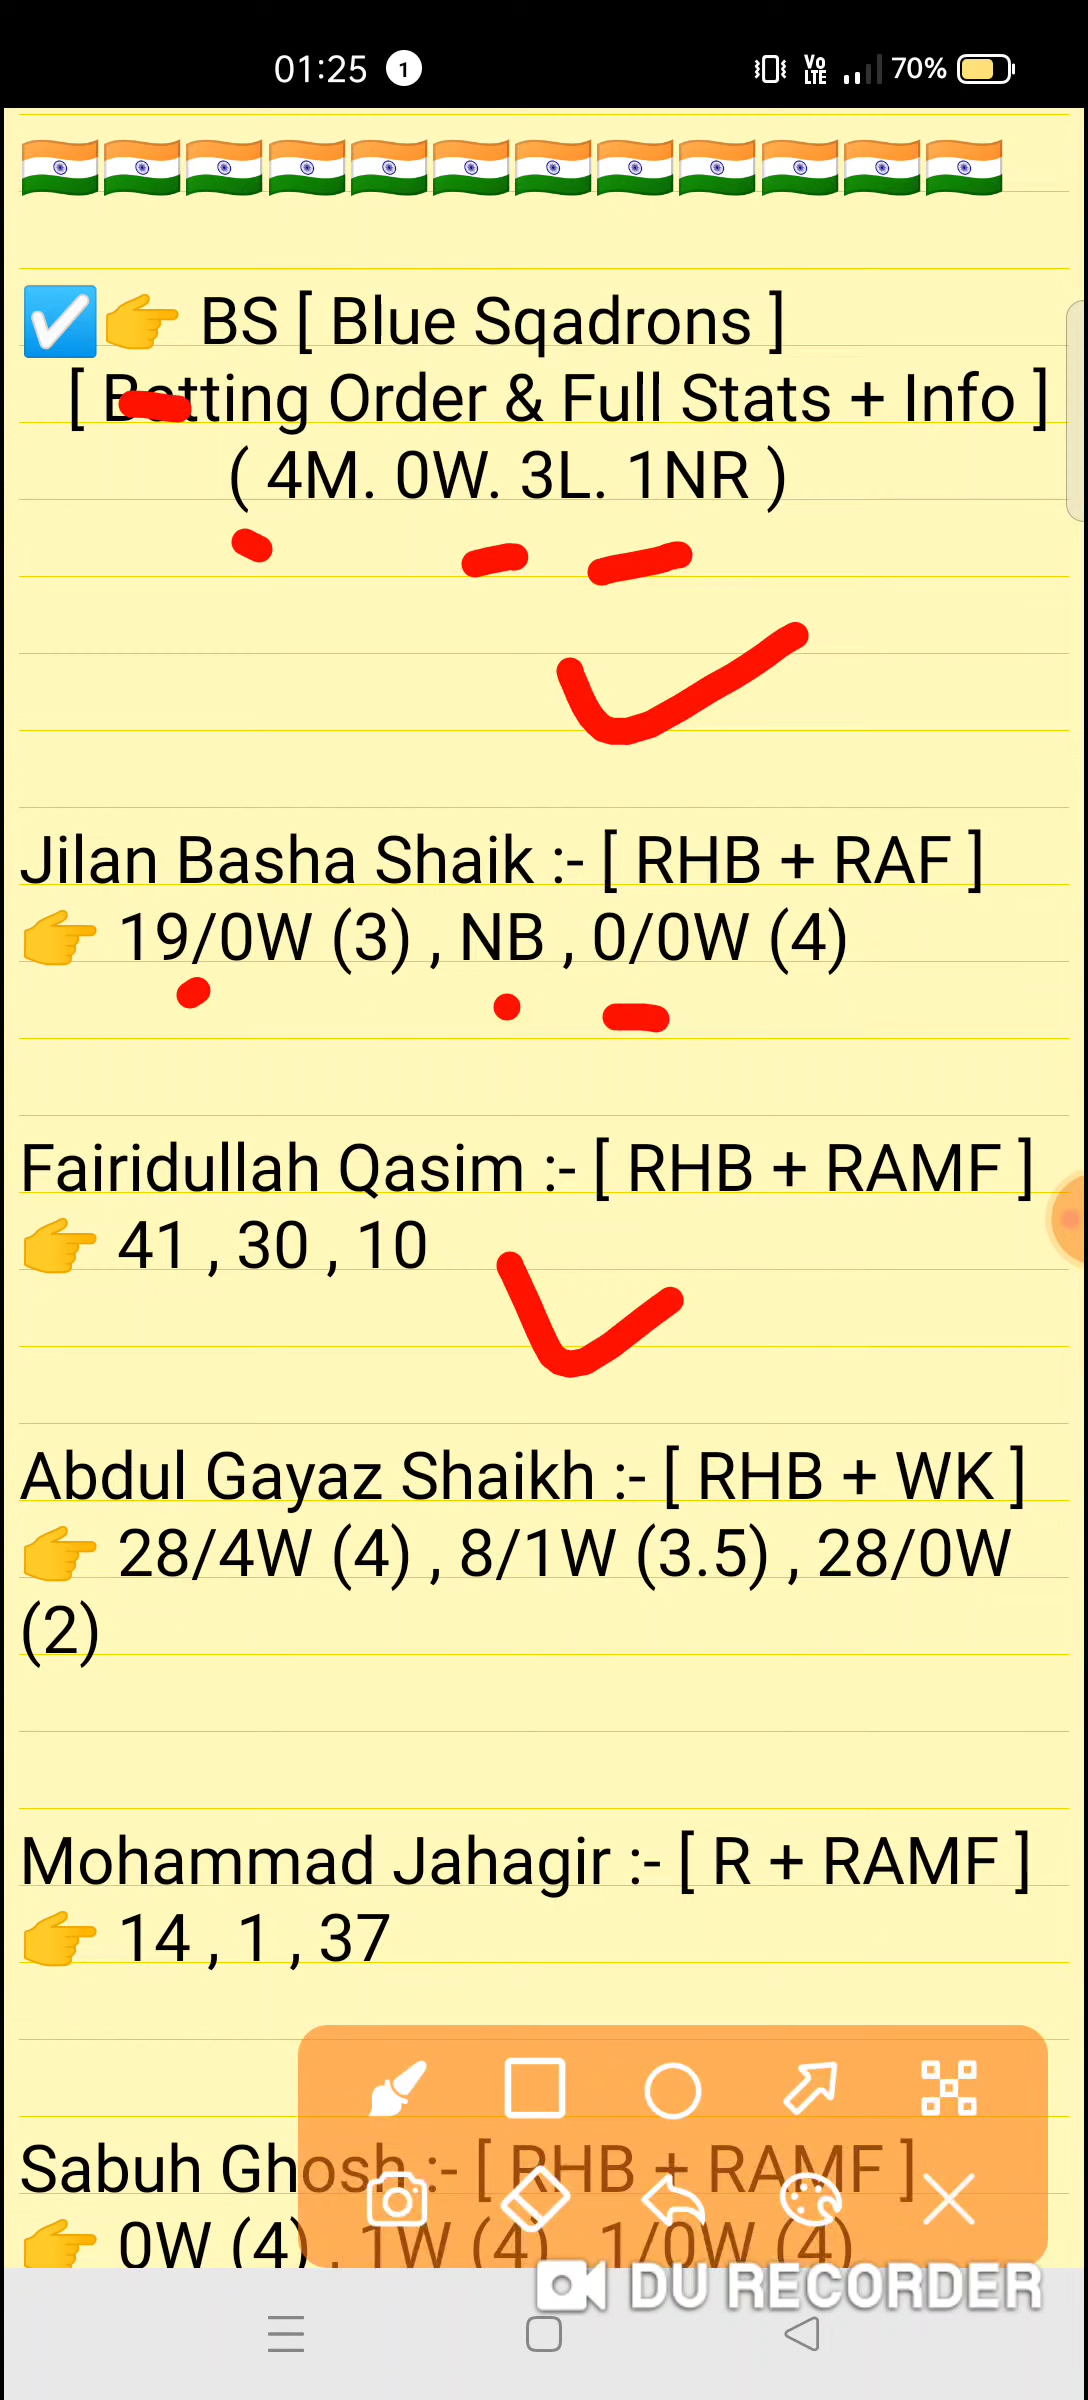 01:25 1 Vo LTE 70%
BS [ Blue Sqadrons ]
[ Batting Order & Full Stats + Info ]
( 4M. 0W. 3L. 1NR )
Jilan Basha Shaik :- [ RHB + RAF ]
19/0W (3) , NB , 0/0W (4)
Fairidullah Qasim :- [ RHB + RAMF ]
41 , 30 , 10
Abdul Gayaz Shaikh :- [ RHB + WK ]
28/4W (4) , 8/1W (3.5) , 28/0W
(2)
Mohammad Jahagir :- [ R + RAMF ]
14 , 1 , 37
Sabuh Ghosh :- [ RHB + RAMF ]
0W (4) , 1W (4) , 1/0W (4)
DU RECORDER